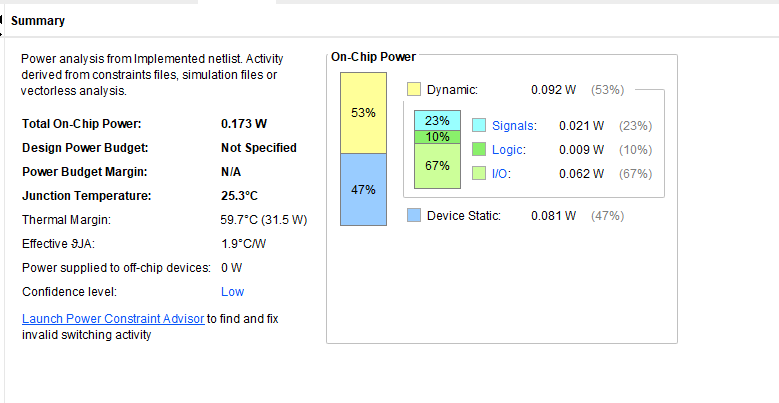 Summary
Power analysis from Implemented netlist. Activity
derived from constraints files, simulation files or
vectorless analysis.
Total On-Chip Power: 0.173 W
Design Power Budget: Not Specified
Power Budget Margin: N/A
Junction Temperature: 25.3°C
Thermal Margin: 59.7°C (31.5 W)
Effective ϑJA: 1.9°C/W
Power supplied to off-chip devices: 0 W
Confidence level: Low
Launch Power Constraint Advisor to find and fix
invalid switching activity
On-Chip Power
53%
47%
Dynamic: 0.092 W (53%)
23%
10%
67%
Signals: 0.021 W (23%)
Logic: 0.009 W (10%)
I/O: 0.062 W (67%)
Device Static: 0.081 W (47%)